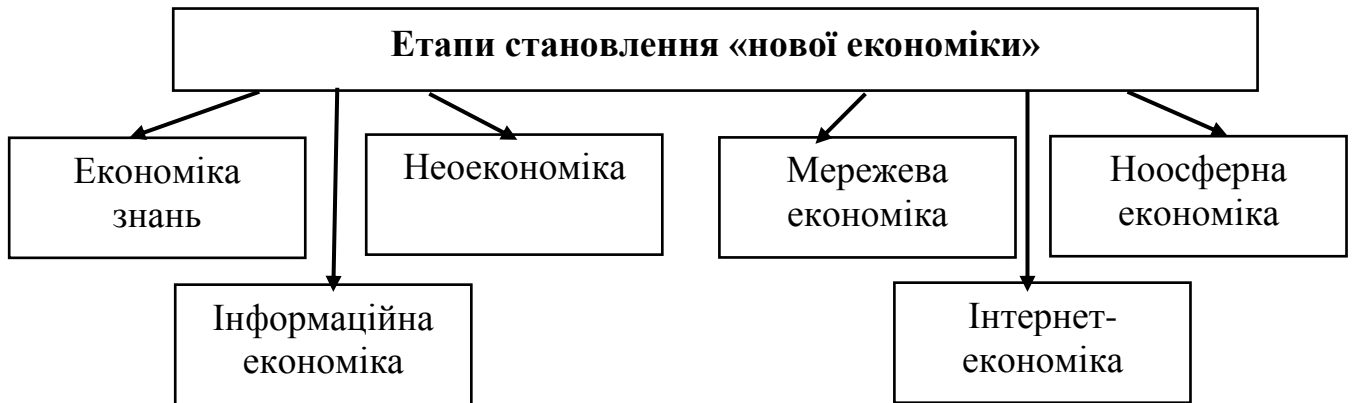 Етапи становлення «нової економіки»
Економіка
знань
Неоекономіка
Мережева
економіка
Ноосферна
економіка
Інформаційна
економіка
Інтернет-
економіка